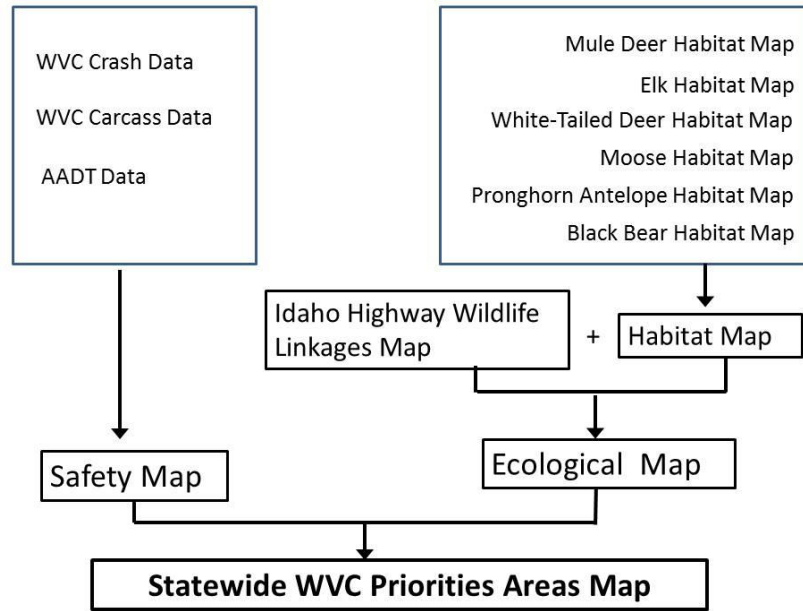 WVC Crash Data
WVC Carcass Data
AADT Data
Mule Deer Habitat Map
Elk Habitat Map
White-Tailed Deer Habitat Map
Moose Habitat Map
Pronghorn Antelope Habitat Map
Black Bear Habitat Map
Idaho Highway Wildlife
Linkages Map
+
Habitat Map
Safety Map
Ecological Map
Statewide WVC Priorities Areas Map